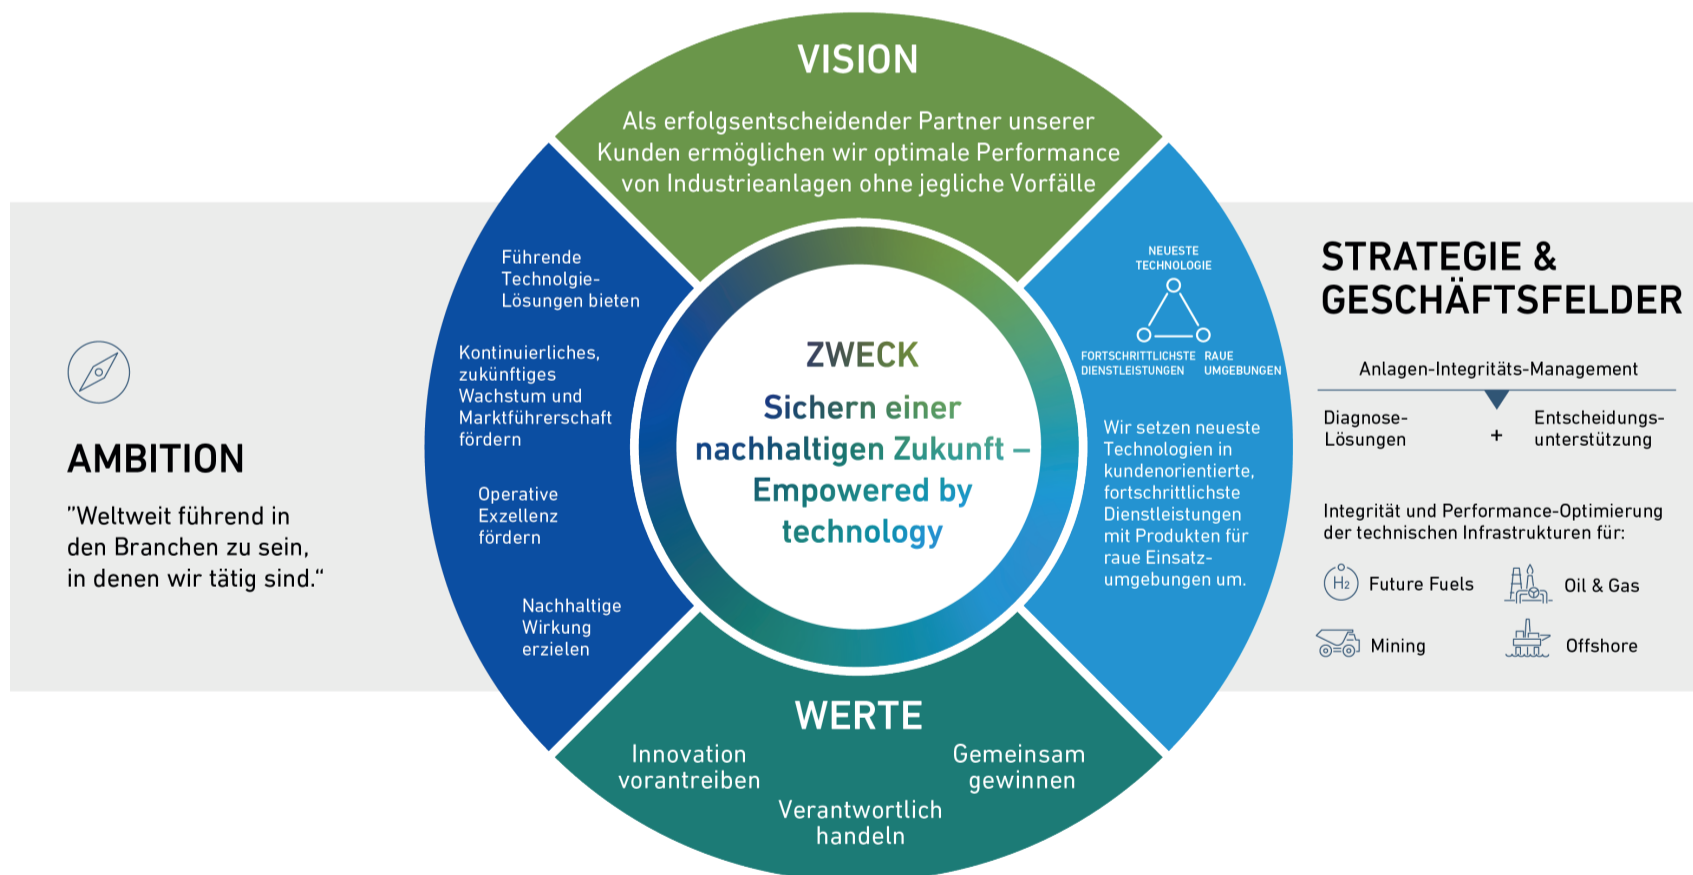 VISION
Als erfolgsentscheidender Partner unserer
Kunden ermöglichen wir optimale Performance
von Industrieanlagen ohne jegliche Vorfälle
AMBITION
”Weltweit führend in
den Branchen zu sein,
in denen wir tätig sind.“
Führende
Technolgie-
Lösungen bieten
Kontinuierliches,
zukünftiges
Wachstum und
Marktführerschaft
fördern
Operative
Exzellenz
fördern
Nachhaltige
Wirkung
erzielen
ZWECK
Sichern einer
nachhaltigen Zukunft –
Empowered by
technology
NEUESTE
TECHNOLOGIE
FORTSCHRITTLICHSTE
DIENSTLEISTUNGEN
RAUE
UMGEBUNGEN
Wir setzen neueste
Technologien in
kundenorientierte,
fortschrittlichste
Dienstleistungen
mit Produkten für
raue Einsatz-
umgebungen um.
STRATEGIE &
GESCHÄFTSFELDER
Anlagen-Integritäts-Management
Diagnose-
Lösungen
+
Entscheidungs-
unterstützung
Integrität und Performance-Optimierung
der technischen Infrastrukturen für:
H2
Future Fuels
Oil & Gas
Mining
Offshore
WERTE
Innovation
vorantreiben
Verantwortlich
handeln
Gemeinsam
gewinnen